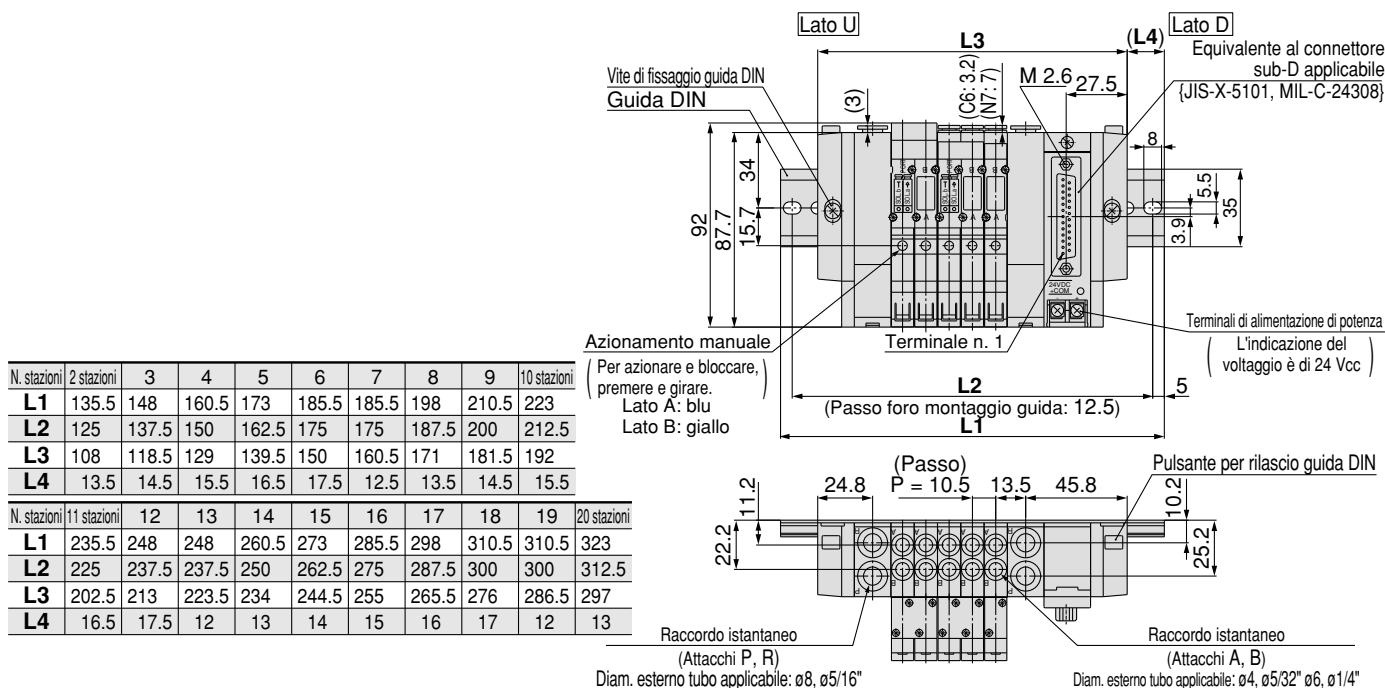 Lato U
Lato D
L3
(L4)
Equivalente al connettore
sub-D applicabile
{JIS-X-5101, MIL-C-24308}
Vite di fissaggio guida DIN
Guida DIN
(3)
(C6: 3.2)
(N7: 7)
M 2.6
27.5
8
34
15.7
92
87.7
5.5
3.9
35
24VDC
+COM
Terminali di alimentazione di potenza
(L'indicazione del
voltaggio è di 24 Vcc)
Azionamento manuale
(Per azionare e bloccare,
premere e girare.)
Lato A: blu
Lato B: giallo
Terminale n. 1
L2
5
(Passo foro montaggio guida: 12.5)
L1
N. stazioni 2 stazioni 3 4 5 6 7 8 9 10 stazioni
L1 135.5 148 160.5 173 185.5 185.5 198 210.5 223
L2 125 137.5 150 162.5 175 175 187.5 200 212.5
L3 108 118.5 129 139.5 150 160.5 171 181.5 192
L4 13.5 14.5 15.5 16.5 17.5 12.5 13.5 14.5 15.5
N. stazioni 11 stazioni 12 13 14 15 16 17 18 19 20 stazioni
L1 235.5 248 248 260.5 273 285.5 298 310.5 310.5 323
L2 225 237.5 237.5 250 262.5 275 287.5 300 300 312.5
L3 202.5 213 223.5 234 244.5 255 265.5 276 286.5 297
L4 16.5 17.5 12 13 14 15 16 17 12 13
(Passo)
24.8
P = 10.5
13.5
45.8
Pulsante per rilascio guida DIN
11.2
22.2
10.2
25.2
Raccordo istantaneo
(Attacchi P, R)
Diam. esterno tubo applicabile: ø8, ø5/16"
Raccordo istantaneo
(Attacchi A, B)
Diam. esterno tubo applicabile: ø4, ø5/32" ø6, ø1/4"